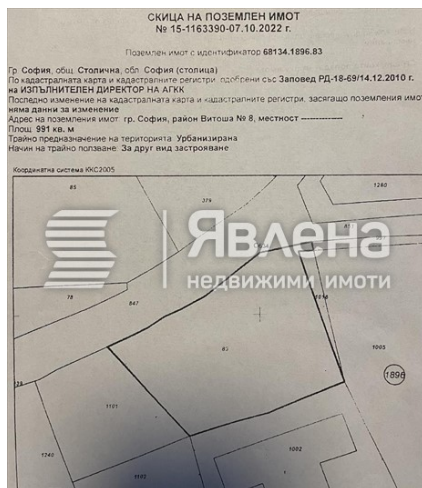 СКИЦА НА ПОЗЕМЛЕН ИМОТ
№ 15-1163390-07.10.2022 г.
Поземлен имот с идентификатор 68134.1896.83
Гр. София, общ. Столична, обл. София (столица)
По кадастралната карта и кадастралните регистри, одобрени със Заповед РД-18-69/14.12.2010 г.
на ИЗПЪЛНИТЕЛЕН ДИРЕКТОР НА АГКК
Последно изменение на кадастралната карта и кадастралните регистри, засягащо поземления имот
няма данни за изменение
Адрес на поземления имот: гр. София, район Витоша № 8, местност --------------
Площ: 991 кв. м
Трайно предназначение на територията: Урбанизирана
Начин на трайно ползване: За друг вид застрояване
Координатна система ККС2005
85
379
1280
811
Явлена
недвижими имоти
78
847
1018
83
1005
1896
1101
1240
1102
1002